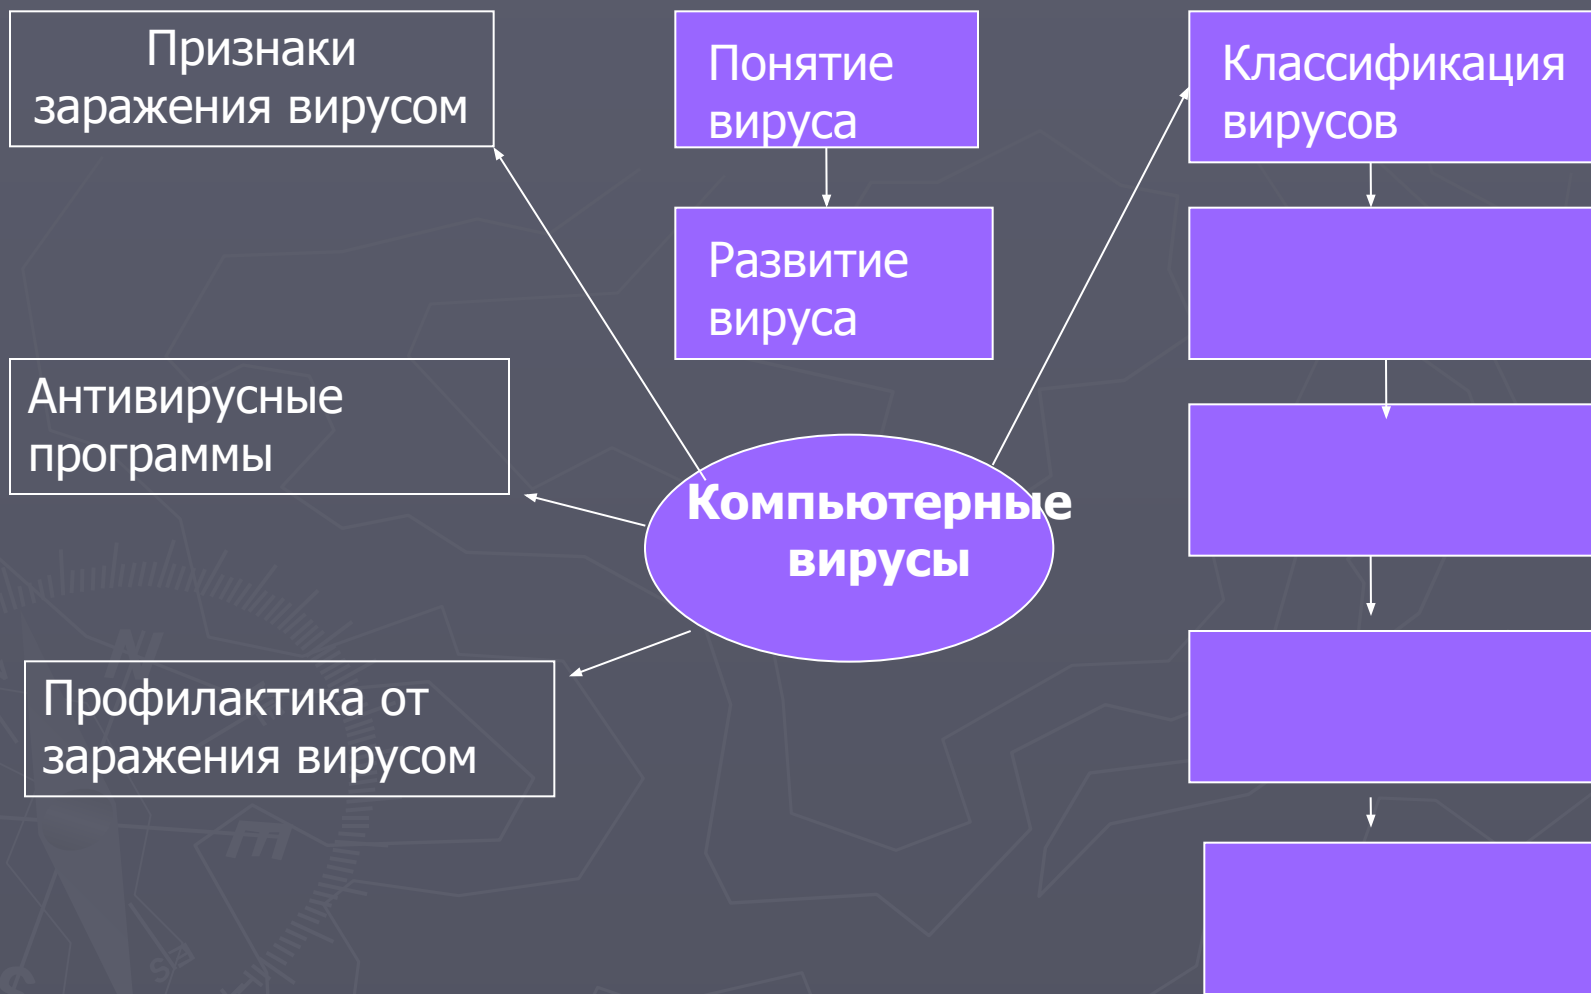 Признаки
заражения вирусом
Понятие
вируса
Классификация
вирусов
Развитие
вируса
Антивирусные
программы
Компьютерные
вирусы
Профилактика от
заражения вирусом
N
E
S